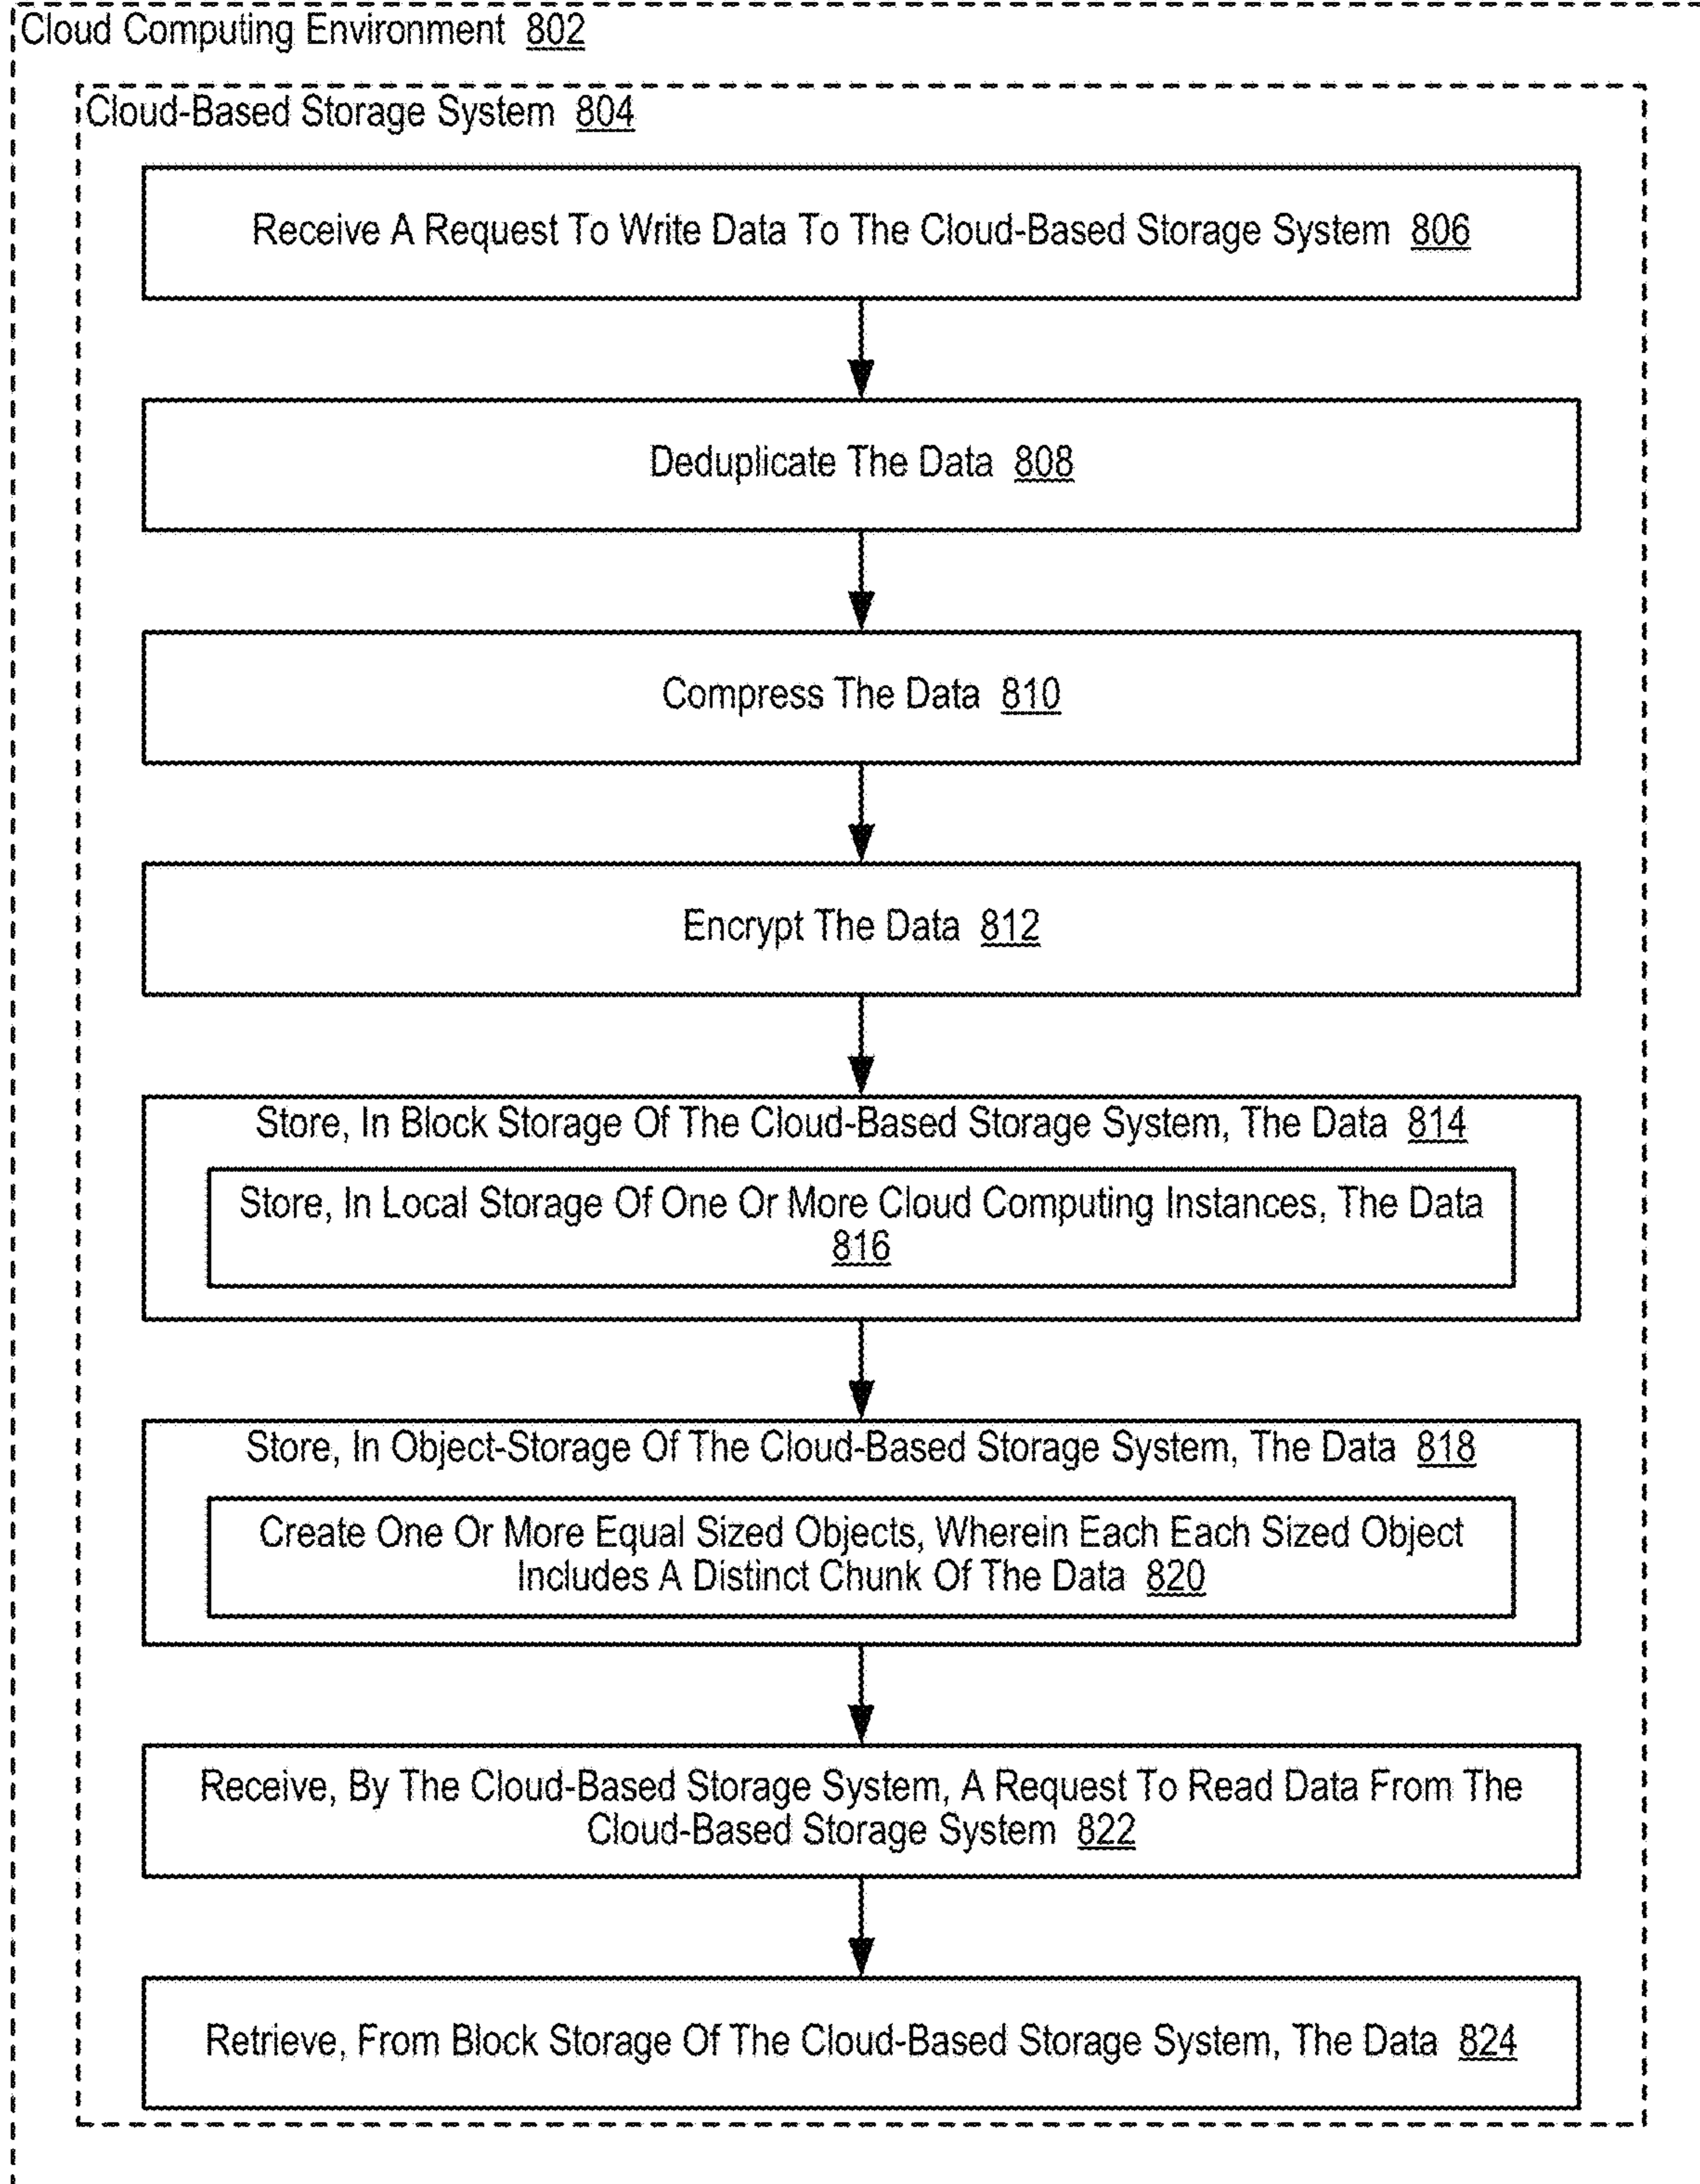 Cloud Computing Environment 802
Cloud-Based Storage System 804
Receive A Request To Write Data To The Cloud-Based Storage System 806
Deduplicate The Data 808
Compress The Data 810
Encrypt The Data 812
Store, In Block Storage Of The Cloud-Based Storage System, The Data 814
Store, In Local Storage Of One Or More Cloud Computing Instances, The Data
816
Store, In Object-Storage Of The Cloud-Based Storage System, The Data 818
Create One Or More Equal Sized Objects, Wherein Each Each Sized Object
Includes A Distinct Chunk Of The Data 820
Receive, By The Cloud-Based Storage System, A Request To Read Data From The
Cloud-Based Storage System 822
Retrieve, From Block Storage Of The Cloud-Based Storage System, The Data 824